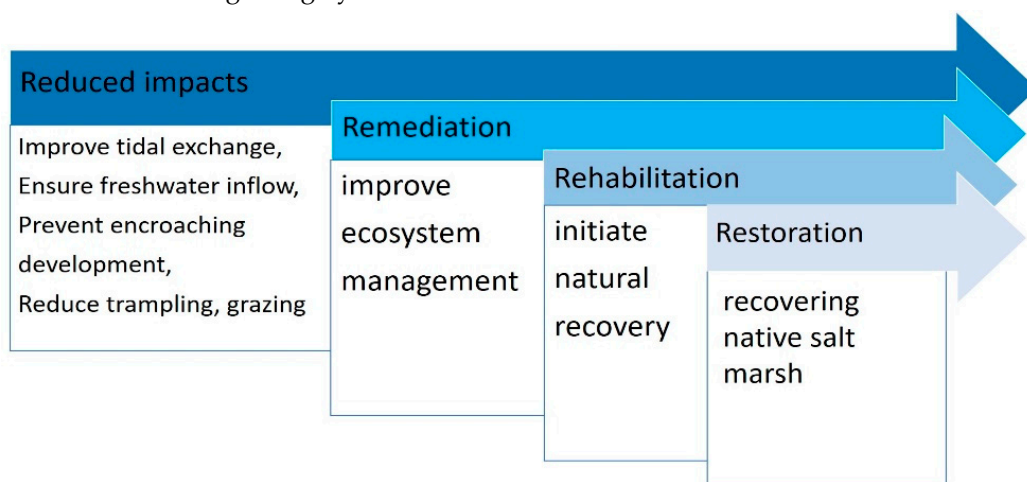 Reduced impacts
Improve tidal exchange,
Ensure freshwater inflow,
Prevent encroaching
development,
Reduce trampling, grazing
Remediation
improve
ecosystem
management
Rehabilitation
initiate
natural
recovery
Restoration
recovering
native salt
marsh